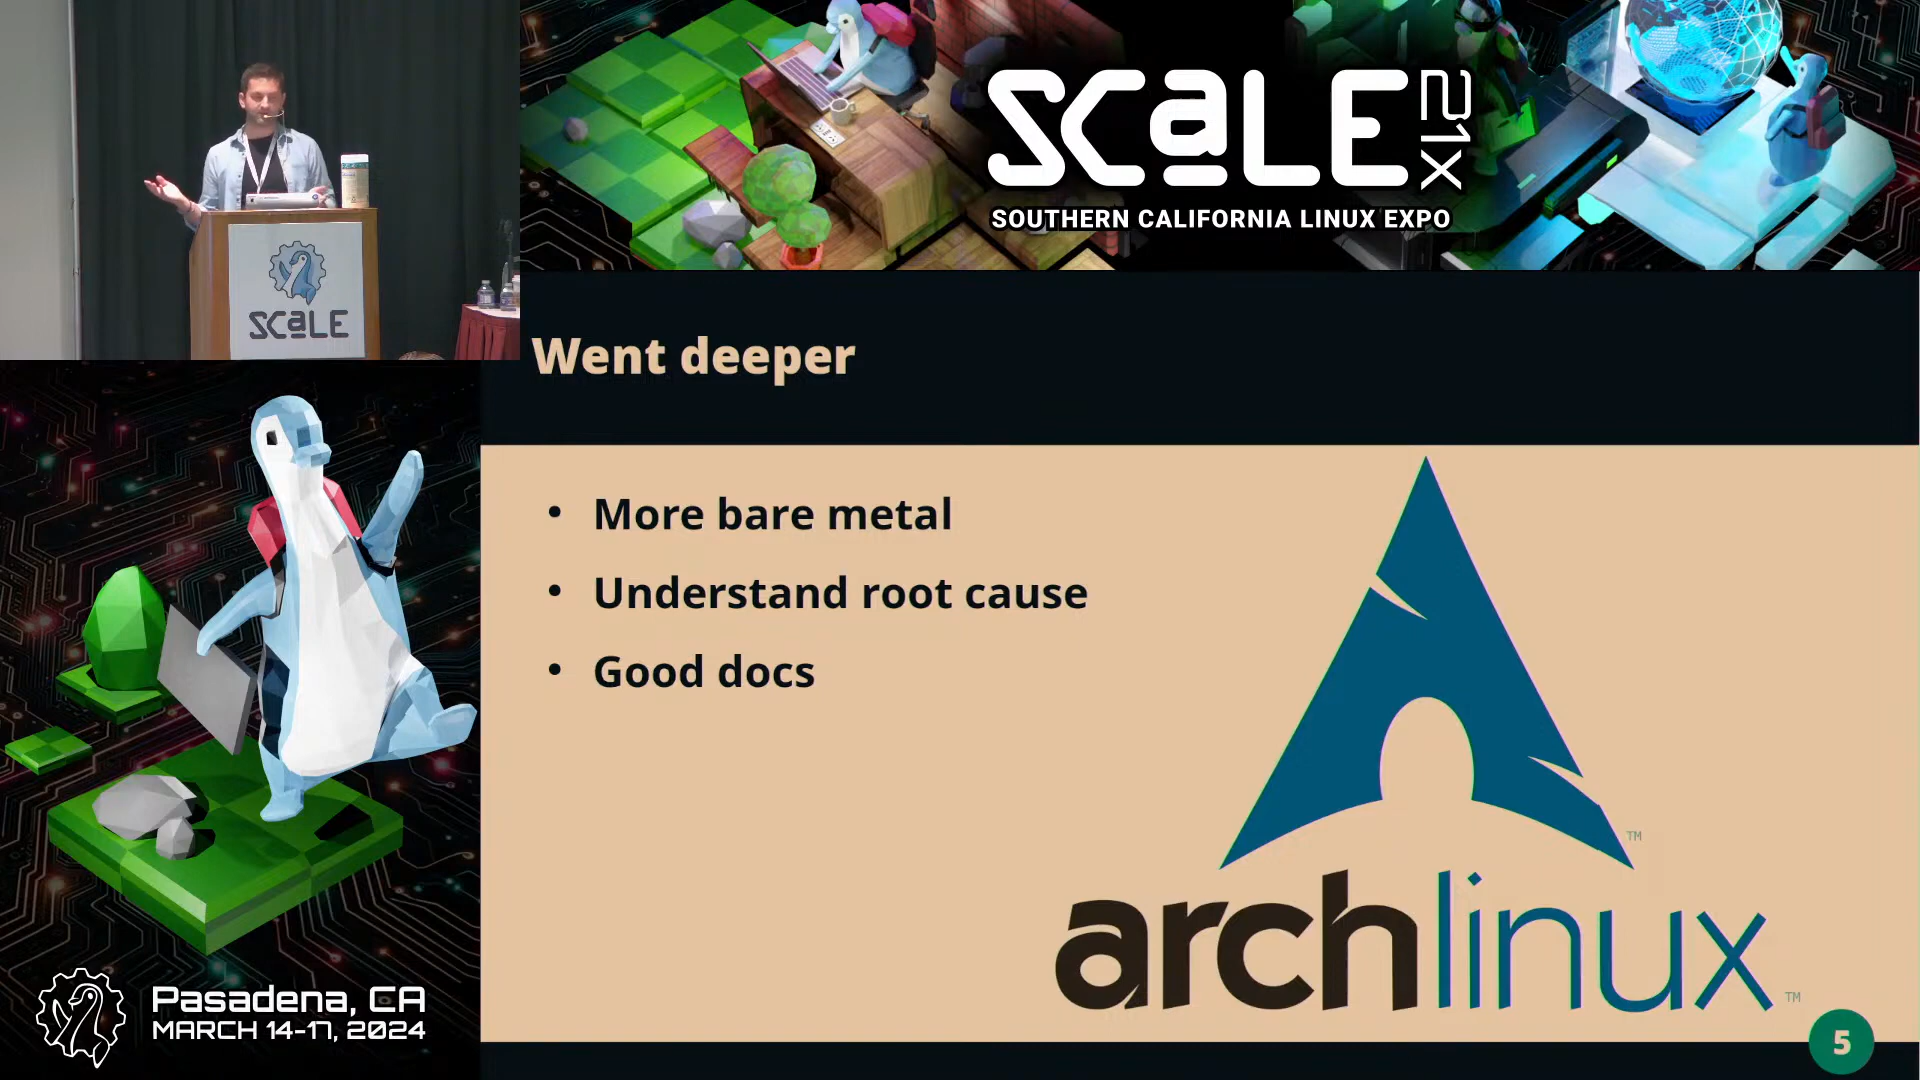 SCaLE 21x
SOUTHERN CALIFORNIA LINUX EXPO
SCaLE
Went deeper
• More bare metal
• Understand root cause
• Good docs
TM
archlinux TM
Pasadena, CA
MARCH 14-17, 2024
5